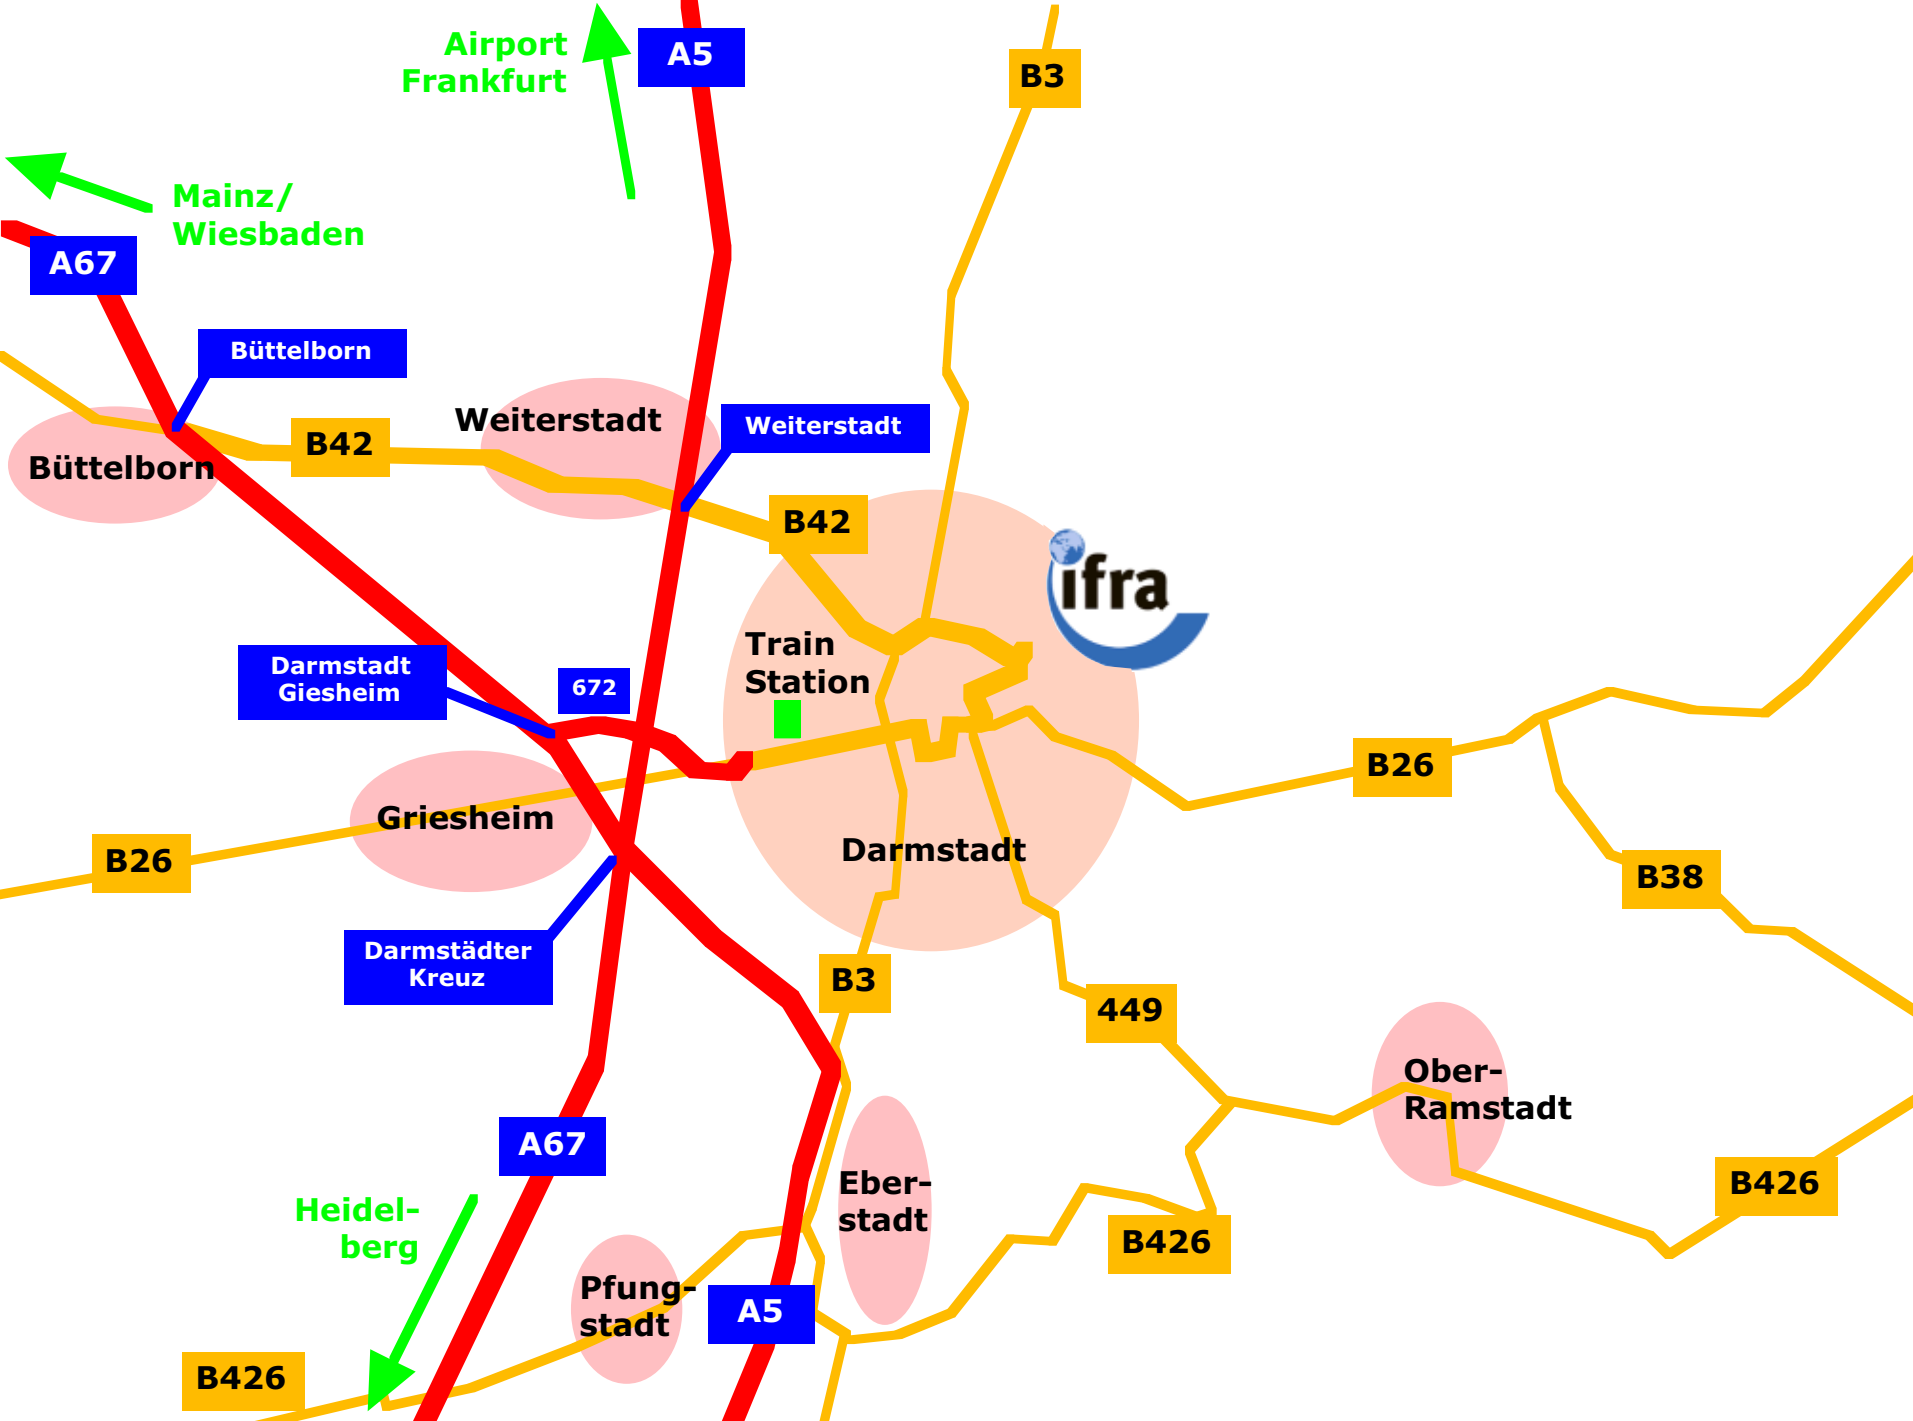 Airport
Frankfurt
A5
B3
Mainz/
Wiesbaden
A67
Büttelborn
Weiterstadt
Weiterstadt
B42
Büttelborn
B42
ifra
Train
Station
Darmstadt
Giesheim
672
B26
Griesheim
Darmstadt
B26
B38
Darmstädter
Kreuz
B3
449
Ober-
Ramstadt
A67
Eber-
stadt
B426
Heidel-
berg
B426
Pfung-
stadt
A5
B426